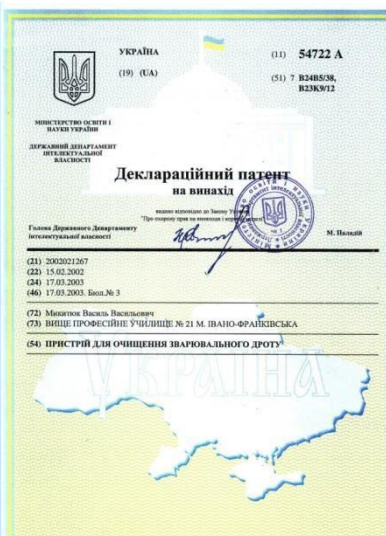 УКРАЇНА
(19) (UA)
(11) 54722 A
(51) 7 B24B5/38,
B23K9/12
МІНІСТЕРСТВО ОСВІТИ І
НАУКИ УКРАЇНИ
ДЕРЖАВНИЙ ДЕПАРТАМЕНТ
ІНТЕЛЕКТУАЛЬНОЇ
ВЛАСНОСТІ
Деклараційний патент
на винахід
видано відповідно до Закону України
"Про охорону прав на винаходи і корисні моделі"
Голова Державного Департаменту
інтелектуальної власності
М. Паладій
(21) 2002021267
(22) 15.02.2002
(24) 17.03.2003
(46) 17.03.2003. Бюл.№ 3
(72) Микитюк Василь Васильович
(73) ВИЩЕ ПРОФЕСІЙНЕ УЧИЛИЩЕ № 21 М. ІВАНО-ФРАНКІВСЬКА
(54) ПРИСТРІЙ ДЛЯ ОЧИЩЕННЯ ЗВАРЮВАЛЬНОГО ДРОТУ
УКРАЇНА